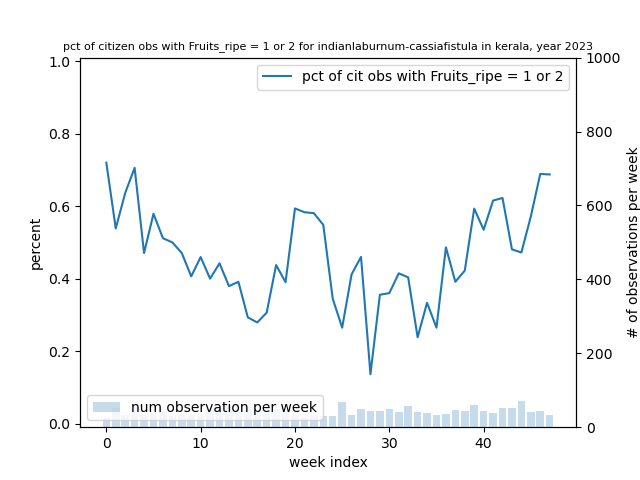 pct of citizen obs with Fruits_ripe = 1 or 2 for indianlaburnum-cassiafistula in kerala, year 2023
pct of cit obs with Fruits_ripe = 1 or 2
1.0
0.8
0.6
0.4
0.2
0.0
percent
1000
800
600
400
200
0
# of observations per week
num observation per week
0
10
20
30
40
week index